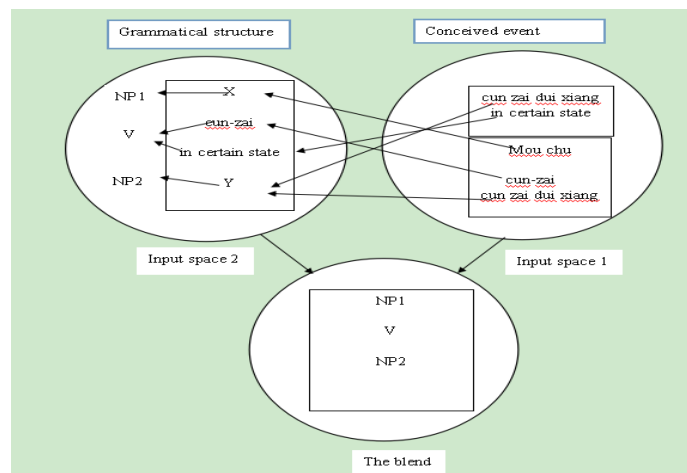 Grammatical structure
Conceived event
NP1
V
NP2
X
cun-zai
in certain state
Y
cun zai dui xiang
in certain state
Mou chu
cun-zai
cun zai dui xiang
Input space 2
Input space 1
NP1
V
NP2
The blend